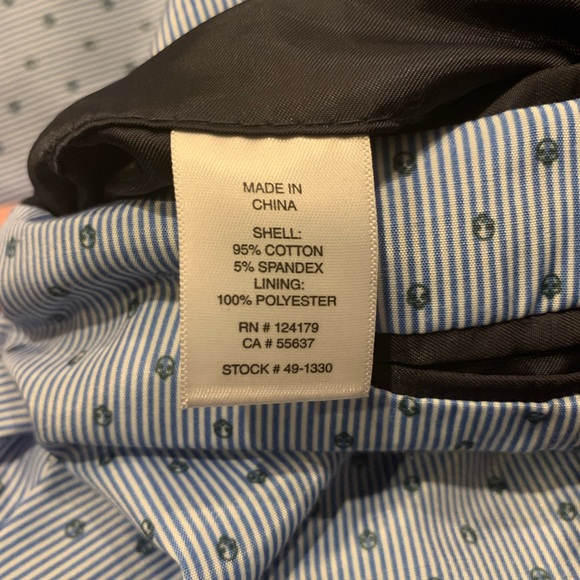 MADE IN
CHINA
SHELL:
95% COTTON
5% SPANDEX
LINING:
100% POLYESTER
RN # 124179
CA # 55637
STOCK # 49-1330